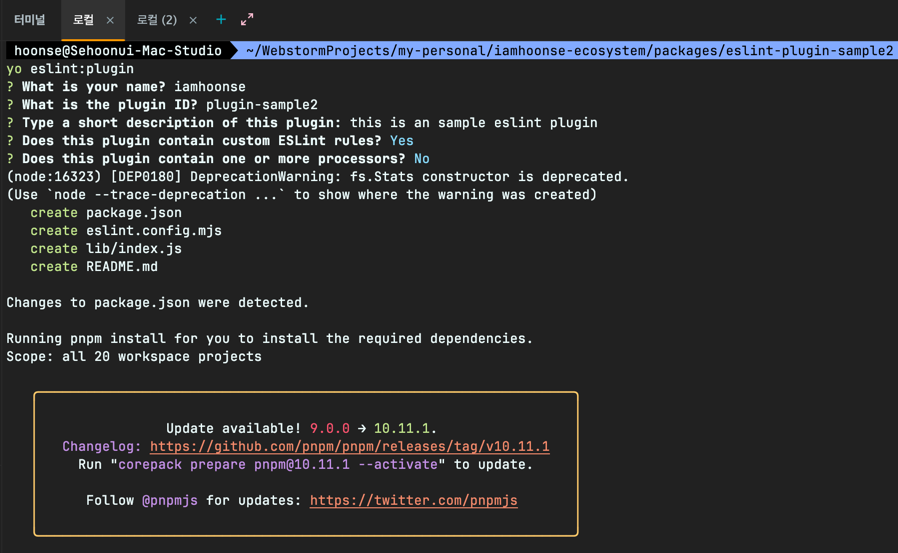 터미널 로컬 × 로컬 (2) × +
hoonse@Sehoonui-Mac-Studio ~/WebstormProjects/my-personal/iamhoonse-ecosystem/packages/eslint-plugin-sample2
yo eslint:plugin
? What is your name? iamhoonse
? What is the plugin ID? plugin-sample2
? Type a short description of this plugin: this is an sample eslint plugin
? Does this plugin contain custom ESLint rules? Yes
? Does this plugin contain one or more processors? No
(node:16323) [DEP0180] DeprecationWarning: fs.Stats constructor is deprecated.
(Use `node --trace-deprecation ...` to show where the warning was created)
create package.json
create eslint.config.mjs
create lib/index.js
create README.md
Changes to package.json were detected.
Running pnpm install for you to install the required dependencies.
Scope: all 20 workspace projects
Update available! 9.0.0 → 10.11.1.
Changelog: https://github.com/pnpm/pnpm/releases/tag/v10.11.1
Run "corepack prepare pnpm@10.11.1 --activate" to update.
Follow @pnpmjs for updates: https://twitter.com/pnpmjs